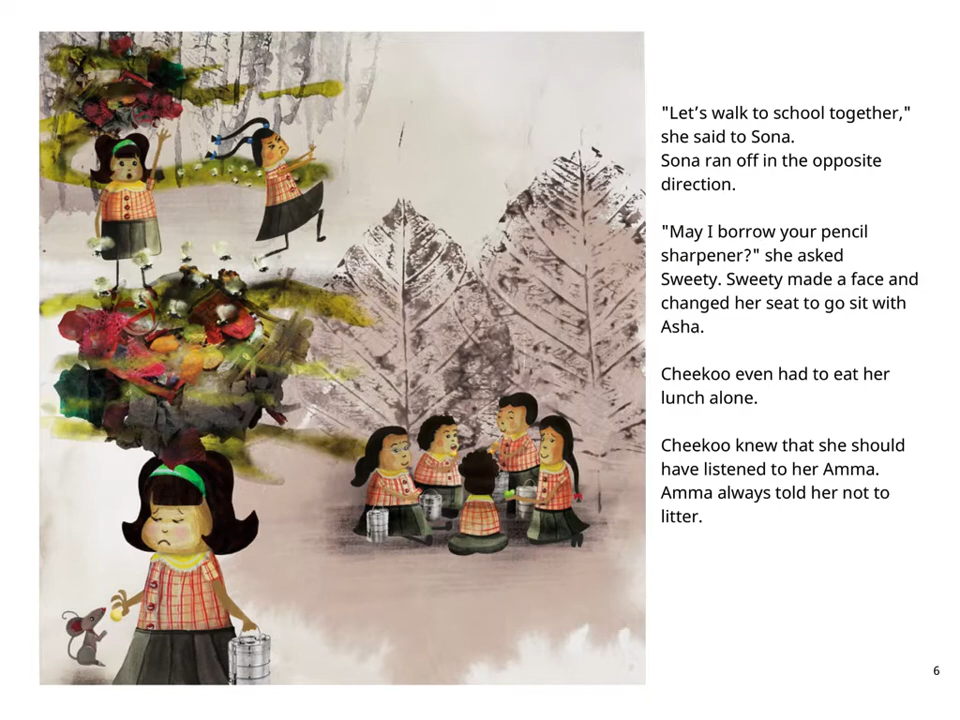 "Let’s walk to school together,"
she said to Sona.
Sona ran off in the opposite
direction.
"May I borrow your pencil
sharpener?" she asked
Sweety. Sweety made a face and
changed her seat to go sit with
Asha.
Cheekoo even had to eat her
lunch alone.
Cheekoo knew that she should
have listened to her Amma.
Amma always told her not to
litter.
6